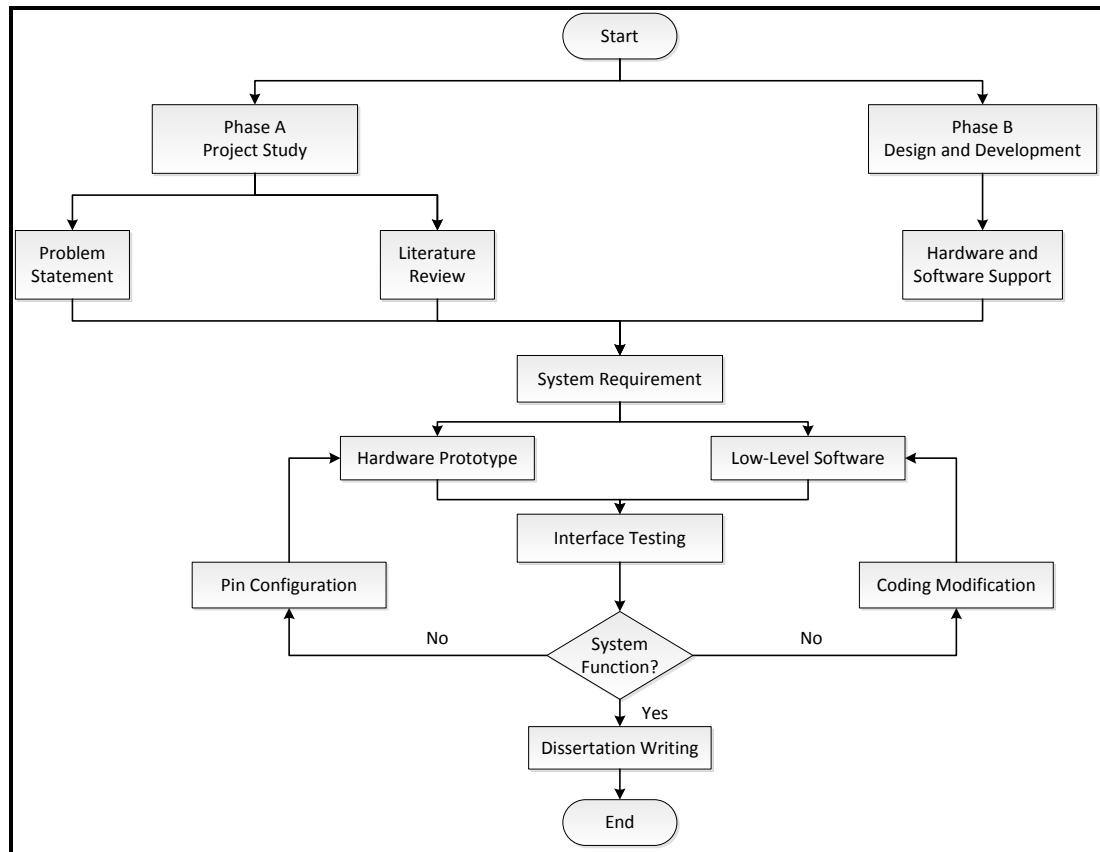 Start
Phase A
Project Study
Phase B
Design and Development
Problem
Statement
Literature
Review
Hardware and
Software Support
System Requirement
Hardware Prototype
Low-Level Software
Interface Testing
Pin Configuration
Coding Modification
No
System
Function?
No
Yes
Dissertation Writing
End